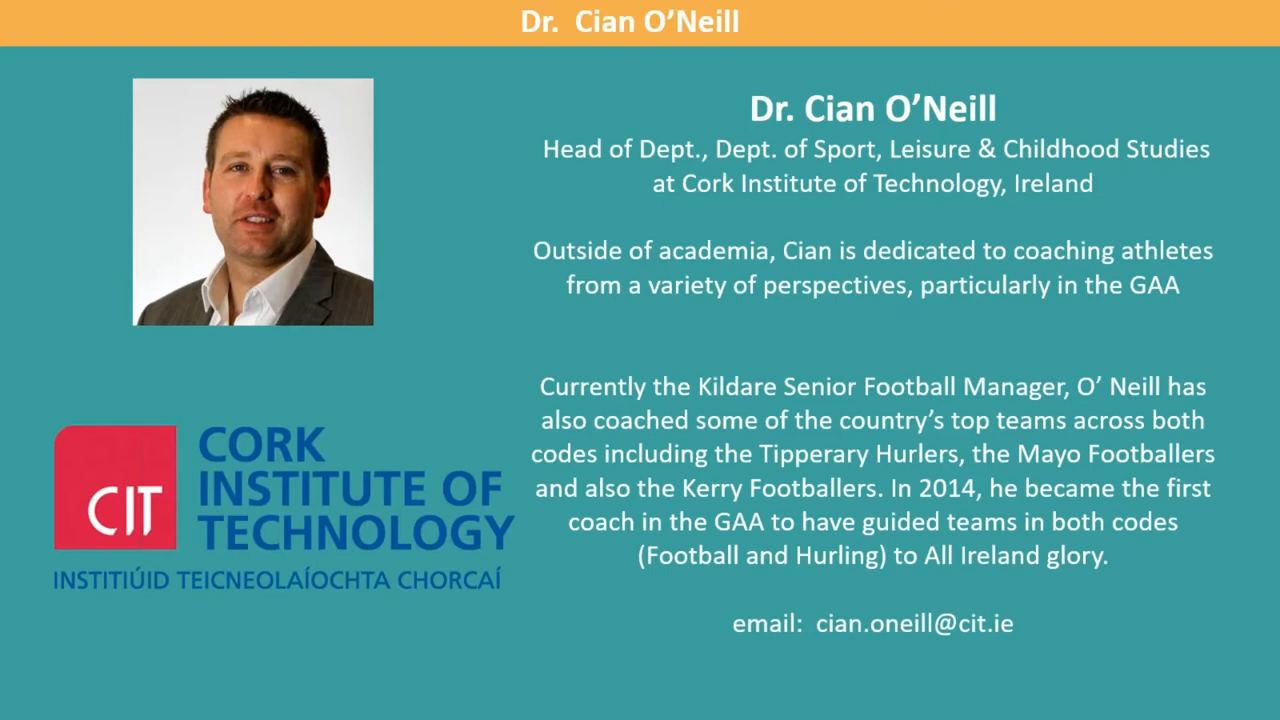 Dr.  Cian O’Neill
Dr. Cian O’Neill
Head of Dept., Dept. of Sport, Leisure & Childhood Studies
at Cork Institute of Technology, Ireland
Outside of academia, Cian is dedicated to coaching athletes
from a variety of perspectives, particularly in the GAA
Currently the Kildare Senior Football Manager, O’ Neill has
also coached some of the country’s top teams across both
codes including the Tipperary Hurlers, the Mayo Footballers
and also the Kerry Footballers. In 2014, he became the first
coach in the GAA to have guided teams in both codes
(Football and Hurling) to All Ireland glory.
email:  cian.oneill@cit.ie
CIT
CORK
INSTITUTE OF
TECHNOLOGY
INSTITIÚID TEICNEOLAÍOCHTA CHORCAÍ